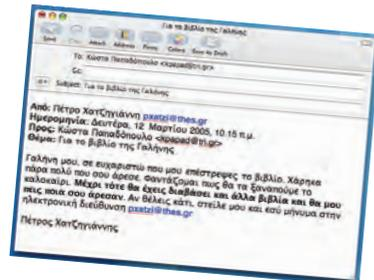 Για το βιβλίο της Γαλήνης
Send Chat Attach Address Fonts Colors Save As Draft
To: Κώστα Παπαδόπουλο <kpapad@tri.gr>
Cc:
Subject: Για το βιβλίο της Γαλήνης
Από: Πέτρο Χατζηγιάννη pxatzi@thes.gr
Ημερομηνία: Δευτέρα, 12 Μαρτίου 2005, 10.15 π.μ.
Προς: Κώστα Παπαδόπουλο <kpapad@tri.gr>
Θέμα: Για το βιβλίο της Γαλήνης
Γαλήνη μου, σε ευχαριστώ που μου επέστρεψες το βιβλίο. Χάρηκα
πάρα πολύ που σου άρεσε. Φαντάζομαι πως θα τα ξαναπούμε το
καλοκαίρι. Μέχρι τότε θα έχεις διαβάσει και άλλα βιβλία και θα μου
πεις ποια σου άρεσαν. Αν θέλεις κάτι, στείλε μου και εσύ μήνυμα στην
ηλεκτρονική διεύθυνση pxatzi@thes.gr
Πέτρος Χατζηγιάννης